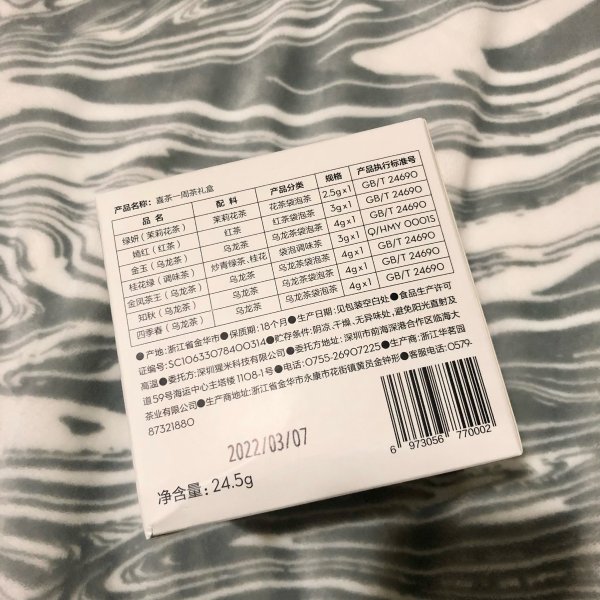 产品名称: 喜茶一周茶礼盒
品 名 配 料 产品分类 规格 产品执行标准号
绿妍（茉莉花茶） 茉莉花茶 花茶袋泡茶 2.5g×1 GB/T 24690
嫣红（红茶） 红茶 红茶袋泡茶 3g×1 GB/T 24690
金玉（乌龙茶） 乌龙茶 乌龙茶袋泡茶 4g×1 GB/T 24690
桂花绿（调味茶） 炒青绿茶、桂花 袋泡调味茶 3g×1 Q/HMY 0001S
金凤茶王（乌龙茶） 乌龙茶 乌龙茶袋泡茶 4g×1 GB/T 24690
知秋（乌龙茶） 乌龙茶 乌龙茶袋泡茶 4g×1 GB/T 24690
四季春（乌龙茶） 乌龙茶 乌龙茶袋泡茶 4g×1 GB/T 24690
●产地:浙江省金华市●保质期:18个月●生产日期:见包装空白处●食品生产许可
证编号:SC10633078400314●贮存条件:阴凉、干燥、无异味处,避免阳光直射及
高温●委托方:深圳猩米科技有限公司●委托方地址:深圳市前海深港合作区临海大
道59号海运中心主塔楼1108-1号●电话:0755-26907225●生产商:浙江华茗园
茶业有限公司●生产商地址:浙江省金华市永康市花街镇黄员金钟形●客服电话:0579.
87321880
2022/03/07
净含量: 24.5g
6 973056 770002